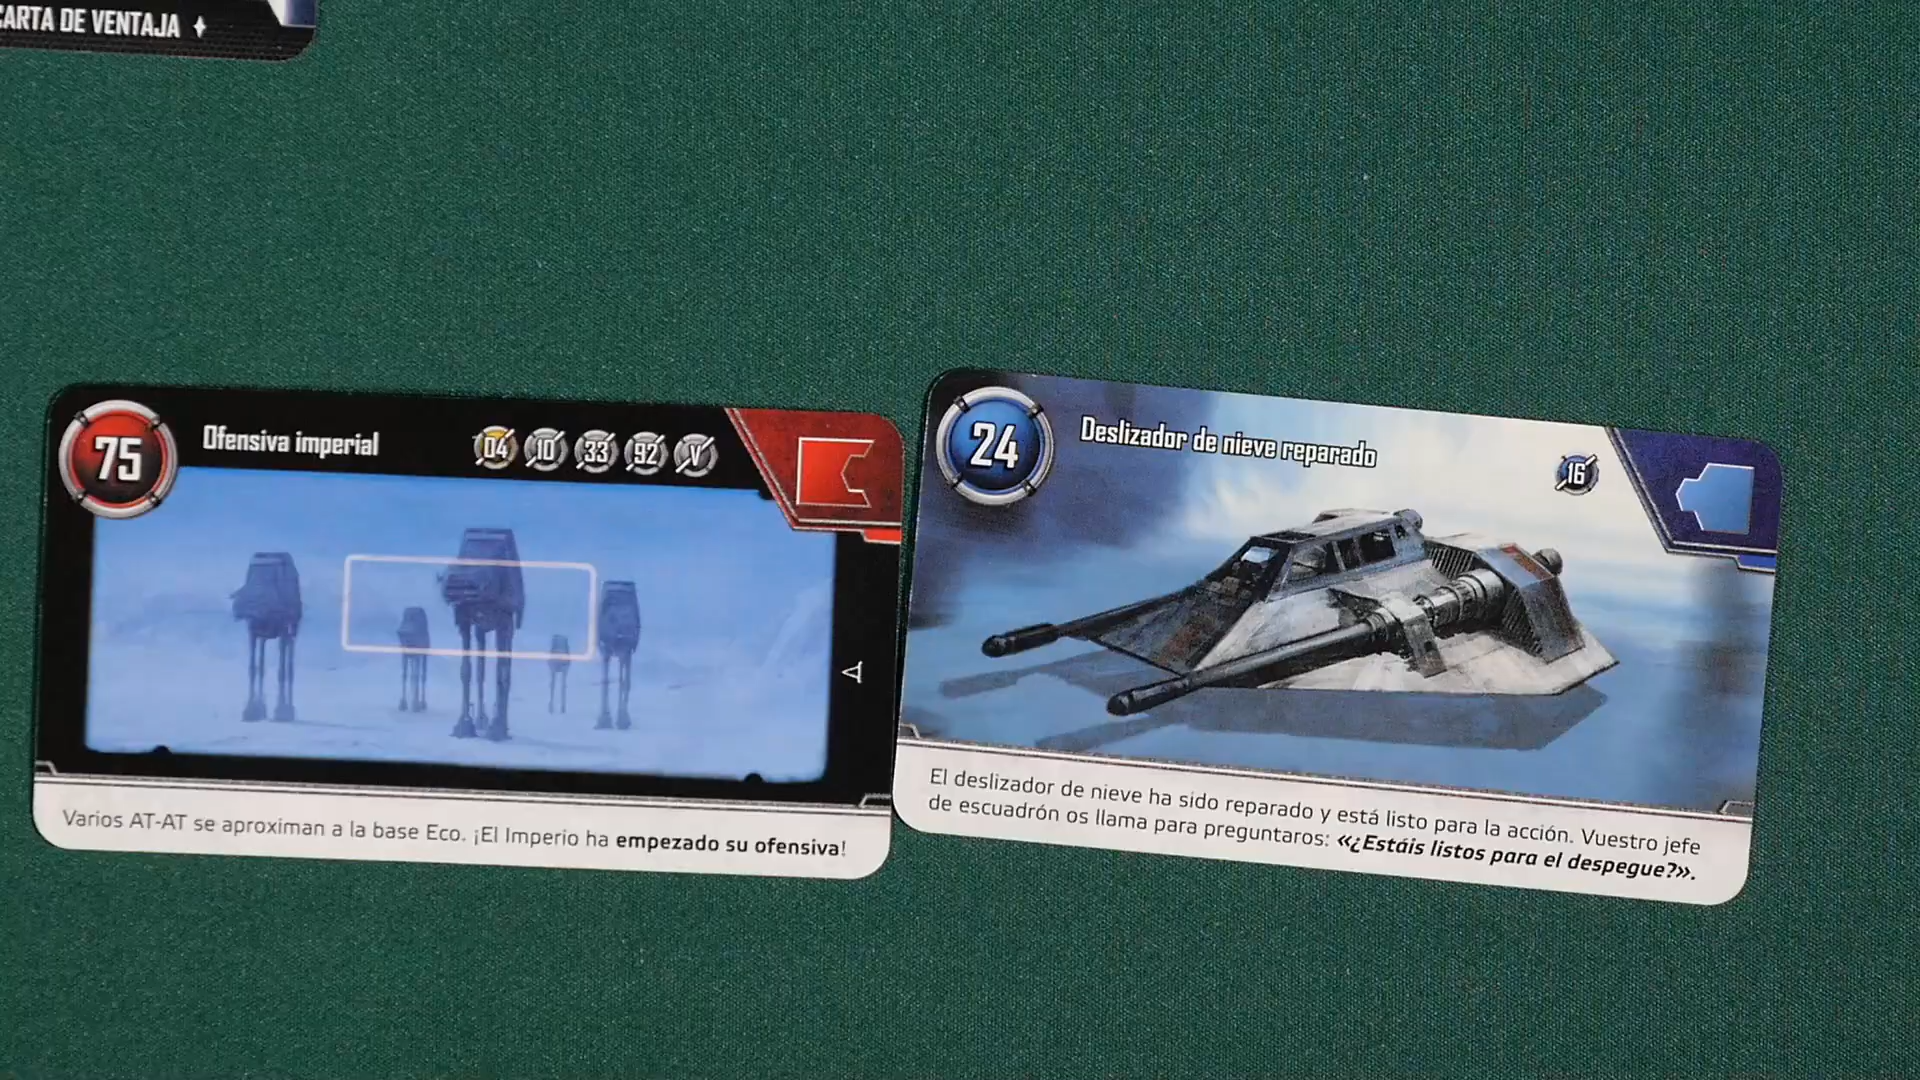 CARTA DE VENTAJA
75
Ofensiva imperial
04 10 33 92 V
Varios AT-AT se aproximan a la base Eco. ¡El Imperio ha empezado su ofensiva!
24
Deslizador de nieve reparado
16
El deslizador de nieve ha sido reparado y está listo para la acción. Vuestro jefe
de escuadrón os llama para preguntaros: «¿Estáis listos para el despegue?».